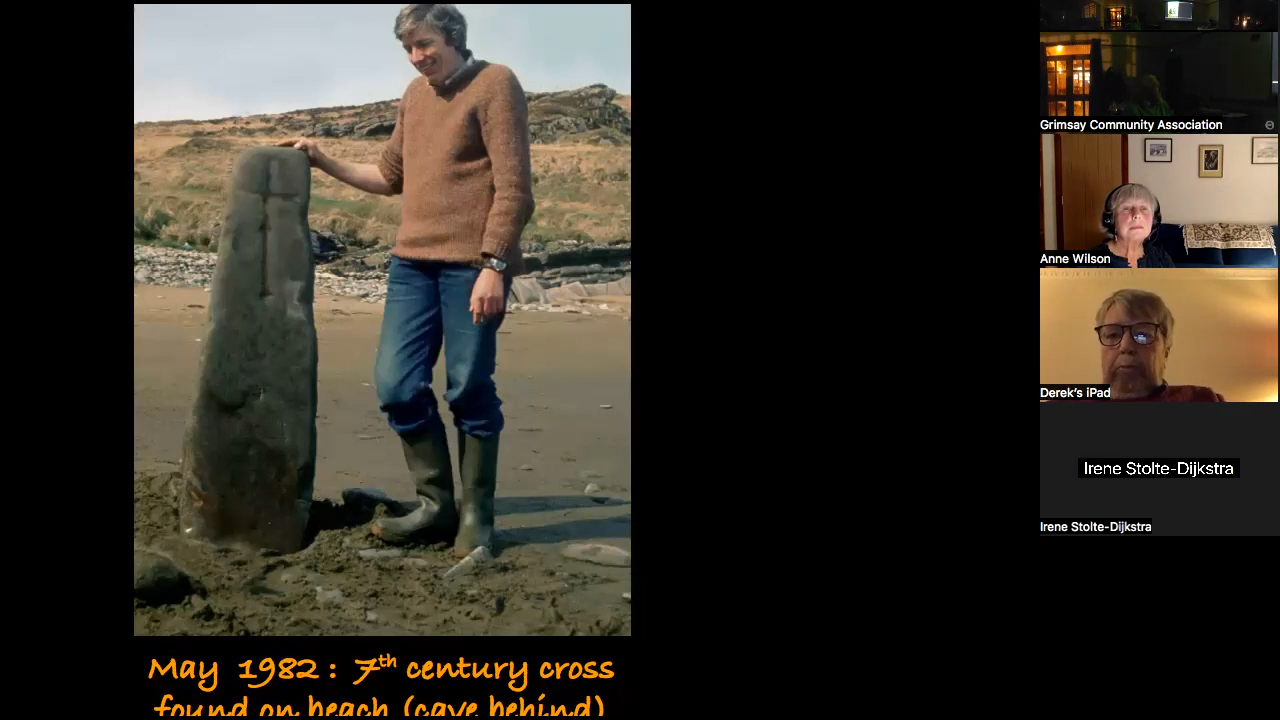 May 1982 : 7th century cross
found on beach (cave behind)
Grimsay Community Association
Anne Wilson
Derek's iPad
Irene Stolte-Dijkstra
Irene Stolte-Dijkstra